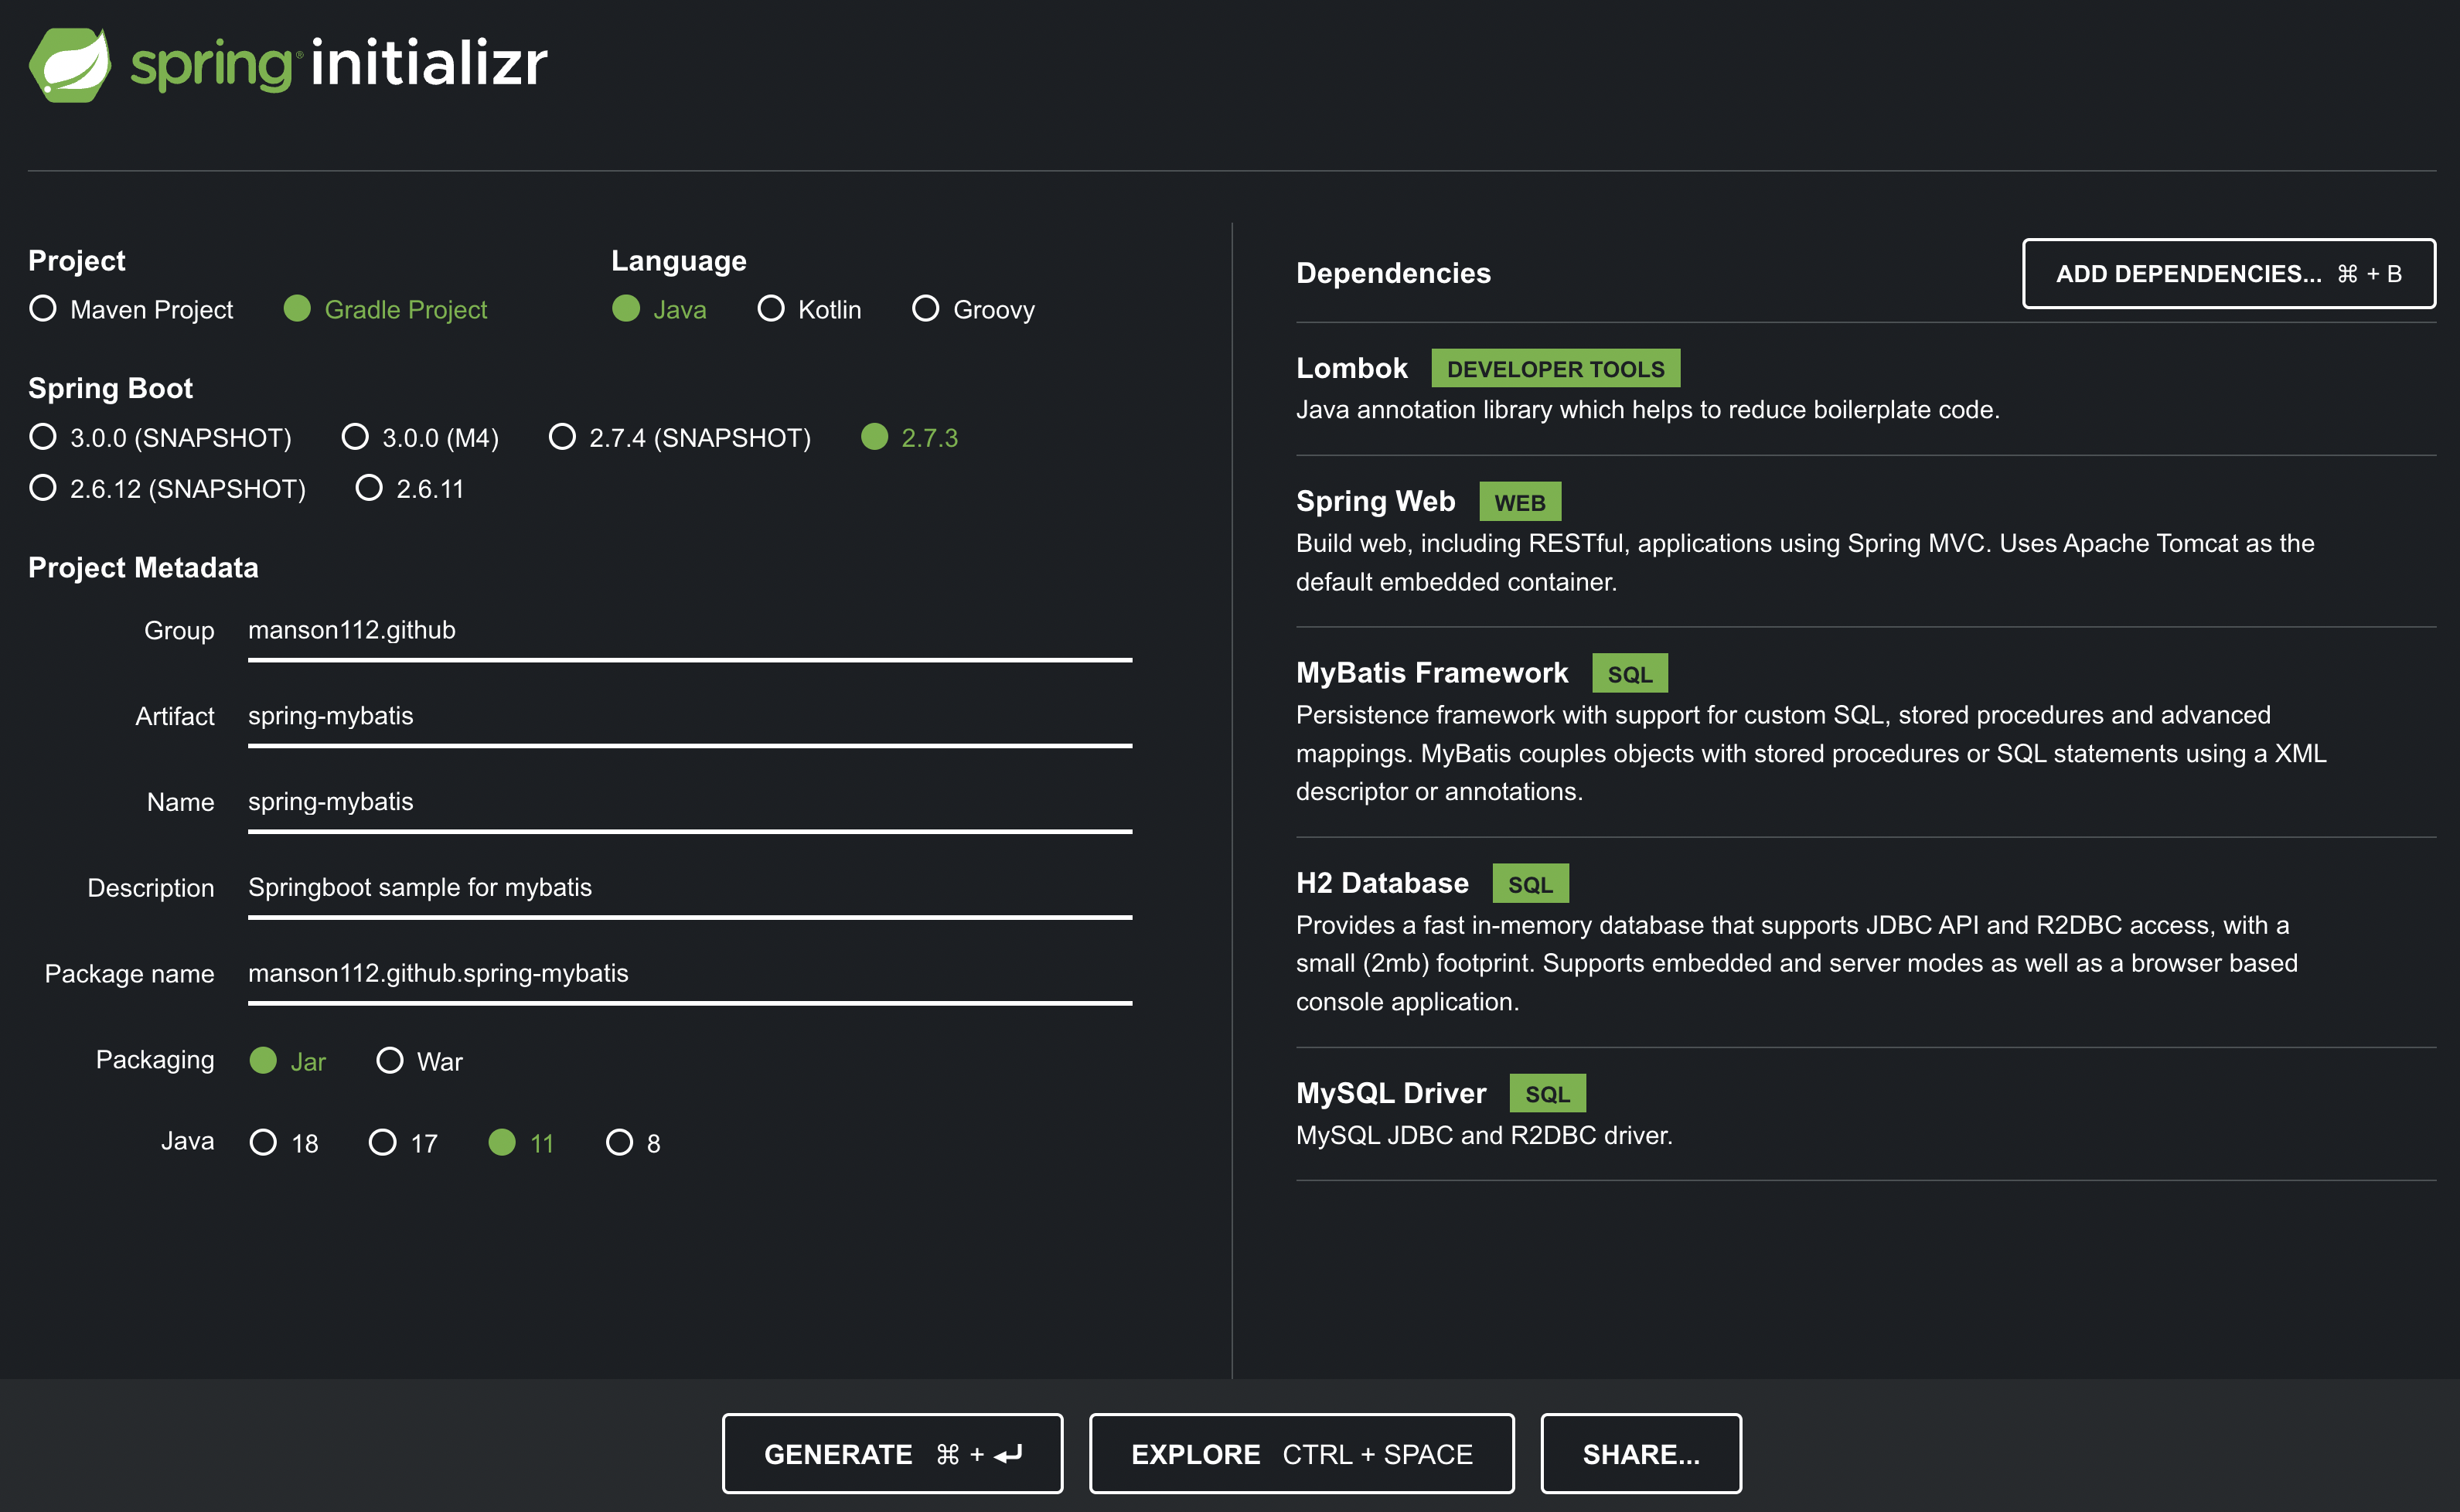 spring® initializr
Project
Maven Project Gradle Project
Language
Java Kotlin Groovy
Spring Boot
3.0.0 (SNAPSHOT) 3.0.0 (M4) 2.7.4 (SNAPSHOT) 2.7.3
2.6.12 (SNAPSHOT) 2.6.11
Project Metadata
Group manson112.github
Artifact spring-mybatis
Name spring-mybatis
Description Springboot sample for mybatis
Package name manson112.github.spring-mybatis
Packaging Jar War
Java 18 17 11 8
Dependencies
ADD DEPENDENCIES... ⌘ + B
Lombok DEVELOPER TOOLS
Java annotation library which helps to reduce boilerplate code.
Spring Web WEB
Build web, including RESTful, applications using Spring MVC. Uses Apache Tomcat as the
default embedded container.
MyBatis Framework SQL
Persistence framework with support for custom SQL, stored procedures and advanced
mappings. MyBatis couples objects with stored procedures or SQL statements using a XML
descriptor or annotations.
H2 Database SQL
Provides a fast in-memory database that supports JDBC API and R2DBC access, with a
small (2mb) footprint. Supports embedded and server modes as well as a browser based
console application.
MySQL Driver SQL
MySQL JDBC and R2DBC driver.
GENERATE ⌘ + ⏎
EXPLORE CTRL + SPACE
SHARE...